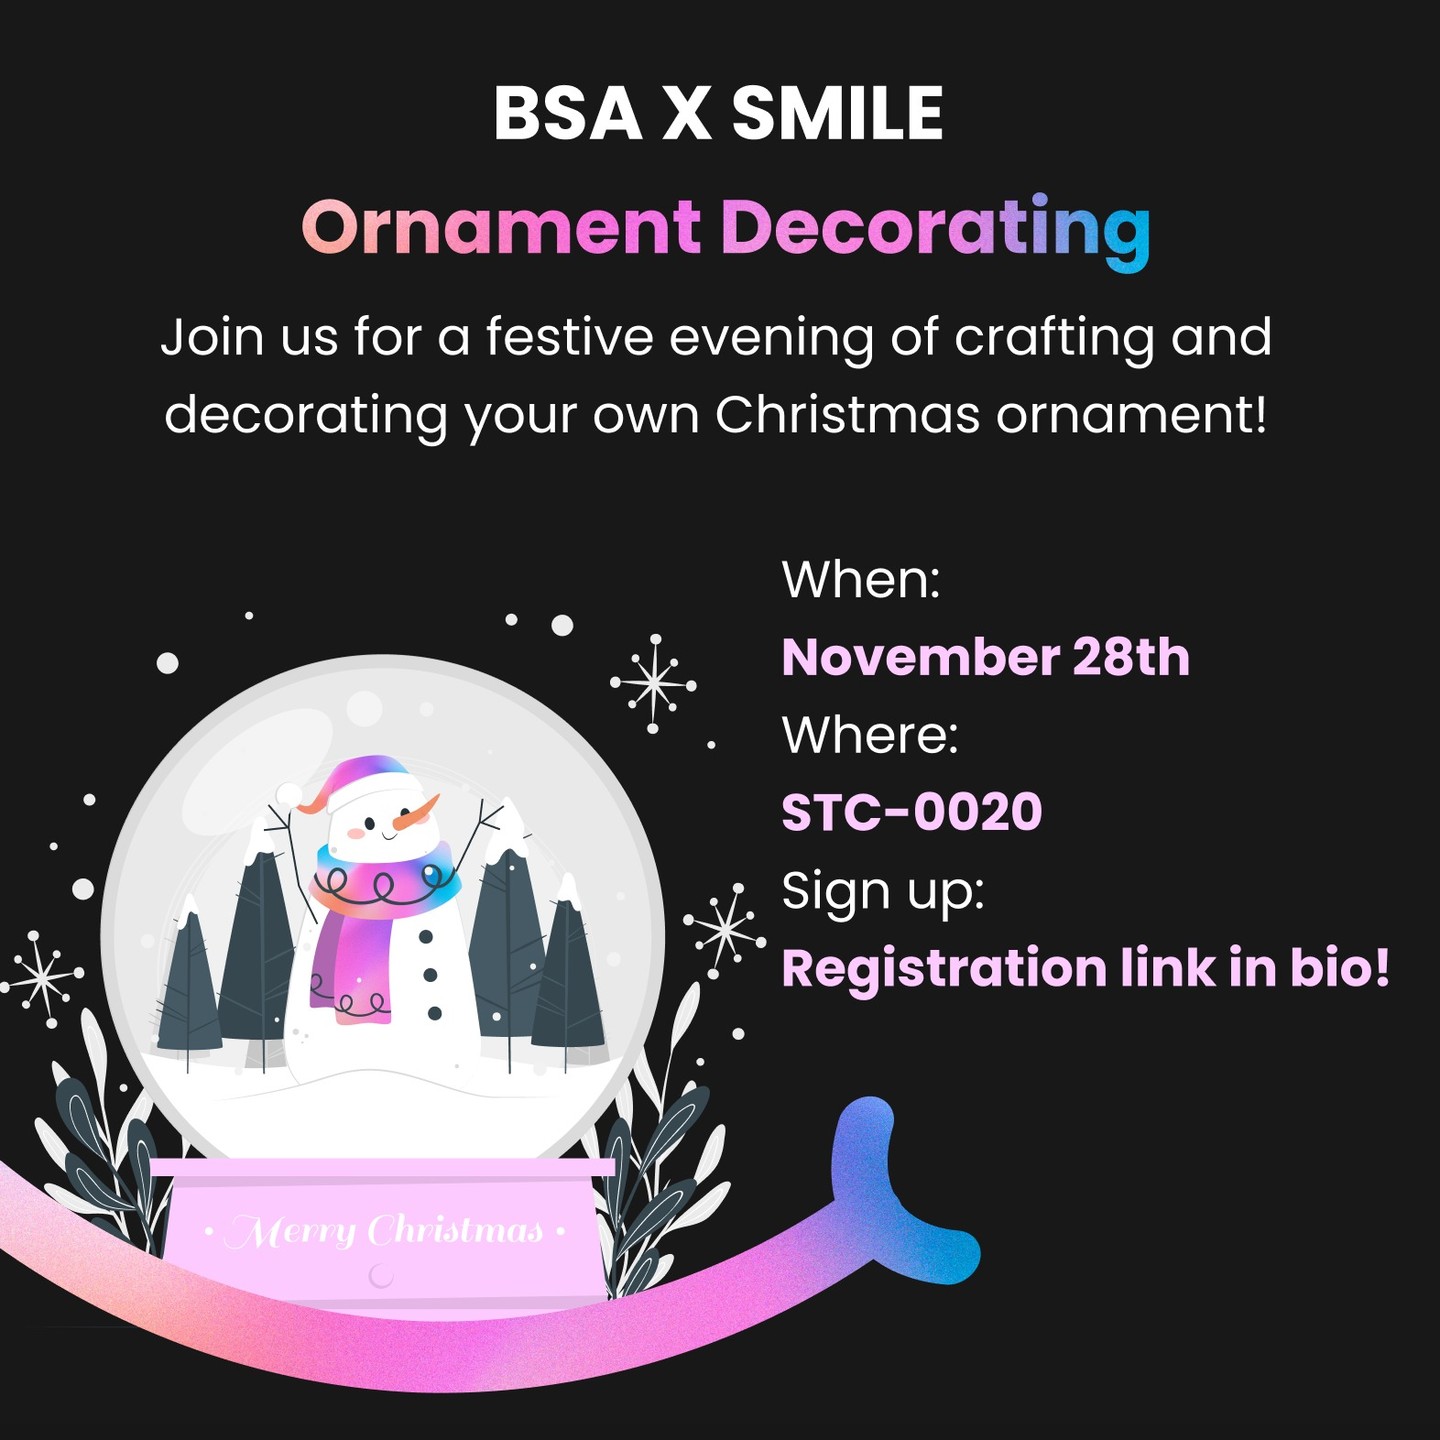 BSA X SMILE
Ornament Decorating
Join us for a festive evening of crafting and
decorating your own Christmas ornament!
When:
November 28th
Where:
STC-0020
Sign up:
Registration link in bio!
• Merry Christmas •